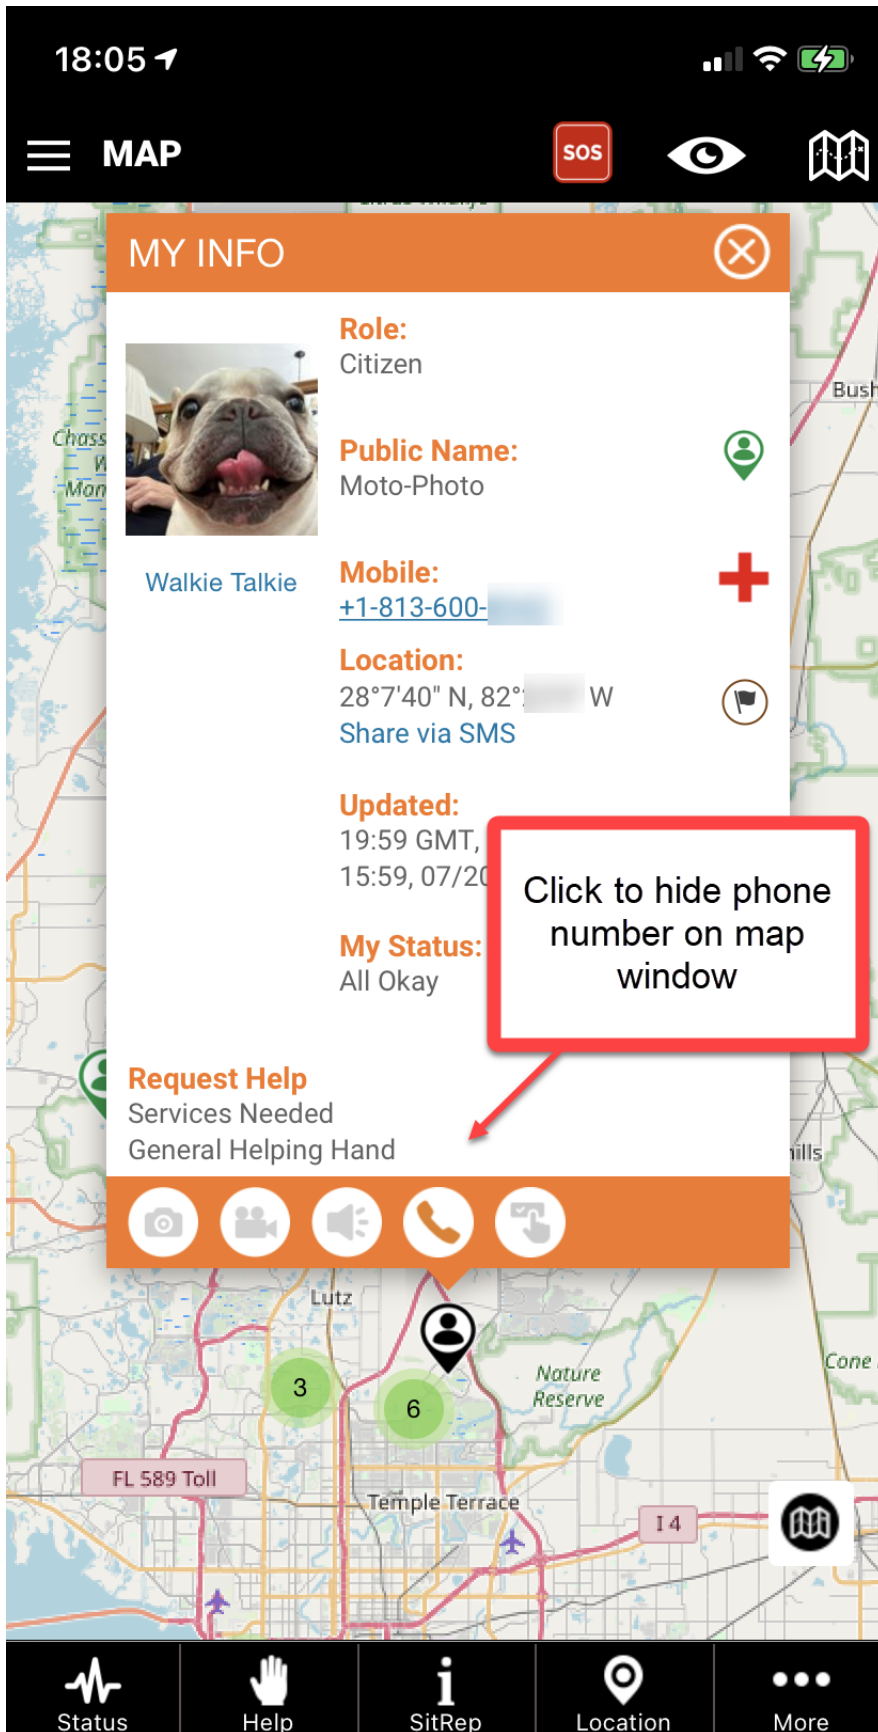 18:05
MAP
SOS
MY INFO
Role:
Citizen
Public Name:
Moto-Photo
Walkie Talkie
Mobile:
+1-813-600-
Location:
28°7'40" N, 82° W
Share via SMS
Updated:
19:59 GMT,
15:59, 07/20
My Status:
All Okay
Click to hide phone
number on map
window
Request Help
Services Needed
General Helping Hand
Bush
Chass
W
Man
hills
Lutz
3
6
Nature
Reserve
Cone
FL 589 Toll
Temple Terrace
I 4
Status
Help
SitRep
Location
More